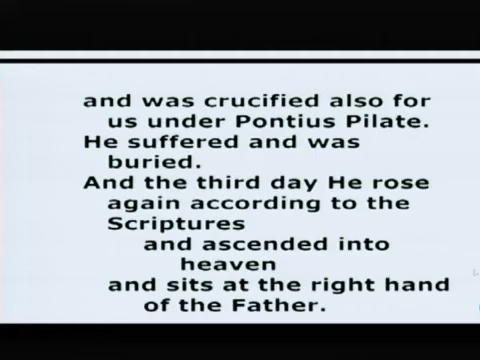 and was crucified also for
us under Pontius Pilate.
He suffered and was
buried.
And the third day He rose
again according to the
Scriptures
and ascended into
heaven
and sits at the right hand
of the Father.